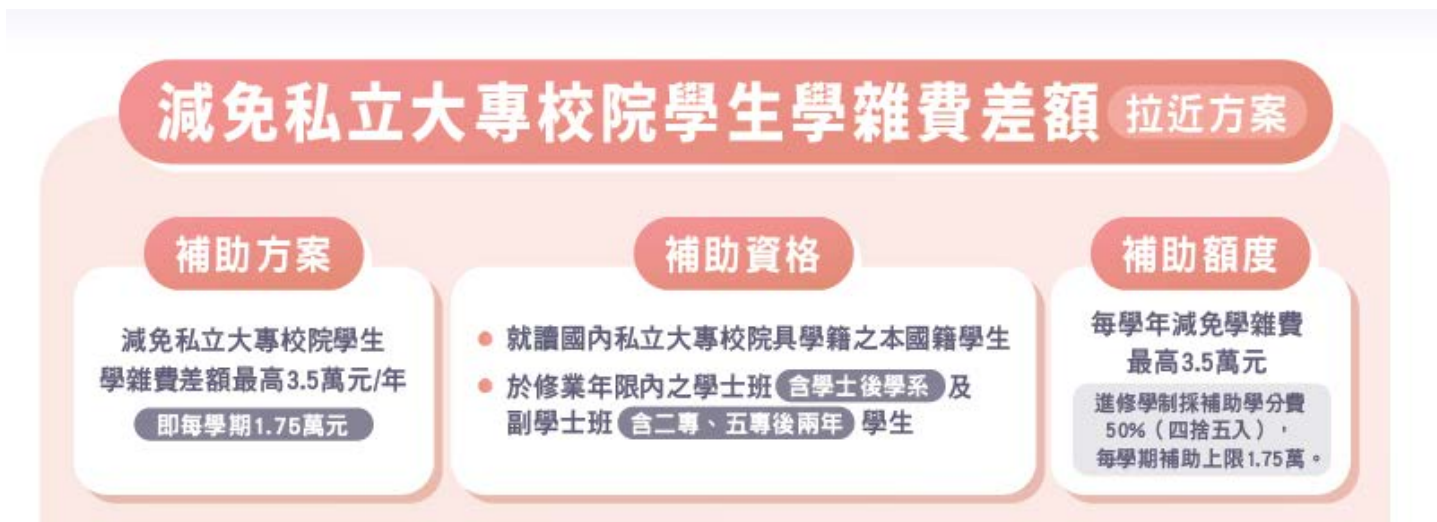 減免私立大專校院學生學雜費差額 拉近方案
補助方案
減免私立大專校院學生
學雜費差額最高3.5萬元/年
即每學期1.75萬元
補助資格
就讀國內私立大專校院具學籍之本國籍學生
於修業年限內之學士班 含學士後學系 及
副學士班 含二專、五專後兩年 學生
補助額度
每學年減免學雜費
最高3.5萬元
進修學制採補助學分費
50%（四捨五入），
每學期補助上限1.75萬。